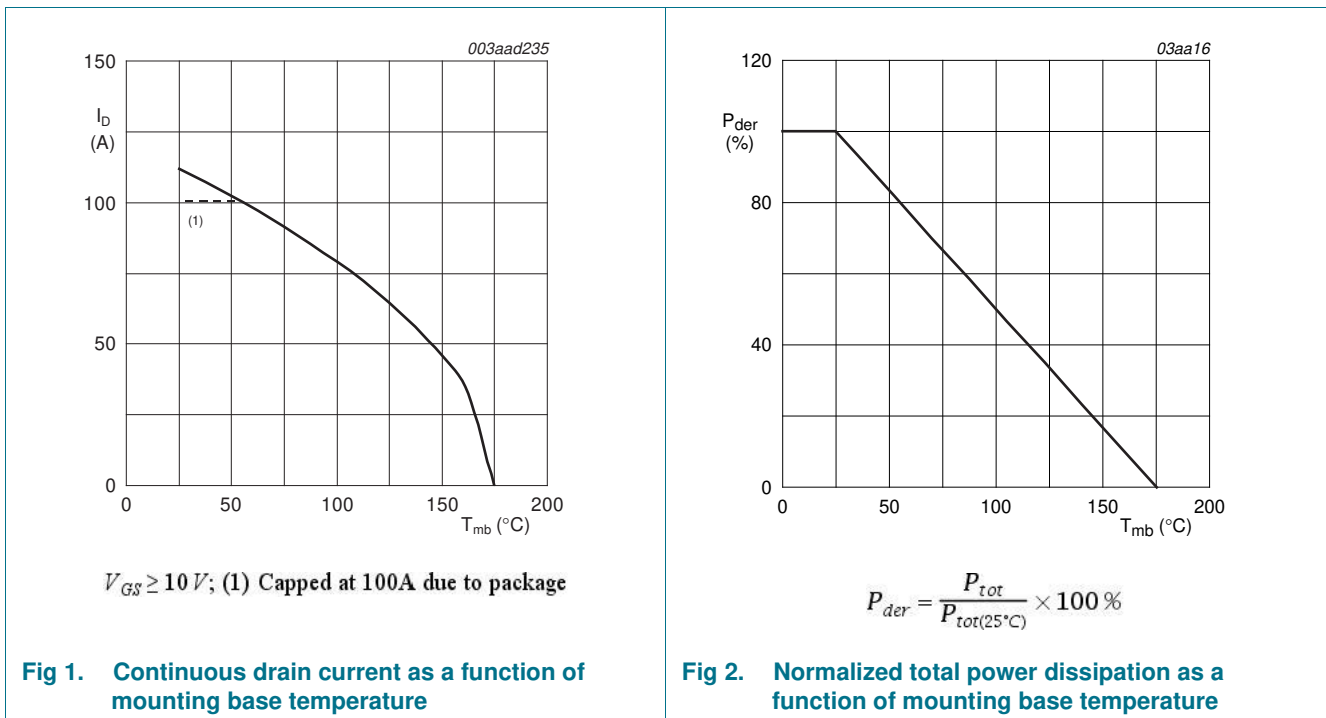 003aad235
150
I_D
(A)
100
(1)
50
0
0 50 100 150 200
T_mb (°C)
V_GS ≥ 10 V; (1) Capped at 100A due to package
Fig 1. Continuous drain current as a function of
mounting base temperature
03aa16
120
P_der
(%)
80
40
0
0 50 100 150 200
T_mb (°C)
P_der = P_tot / P_tot(25°C) × 100 %
Fig 2. Normalized total power dissipation as a
function of mounting base temperature